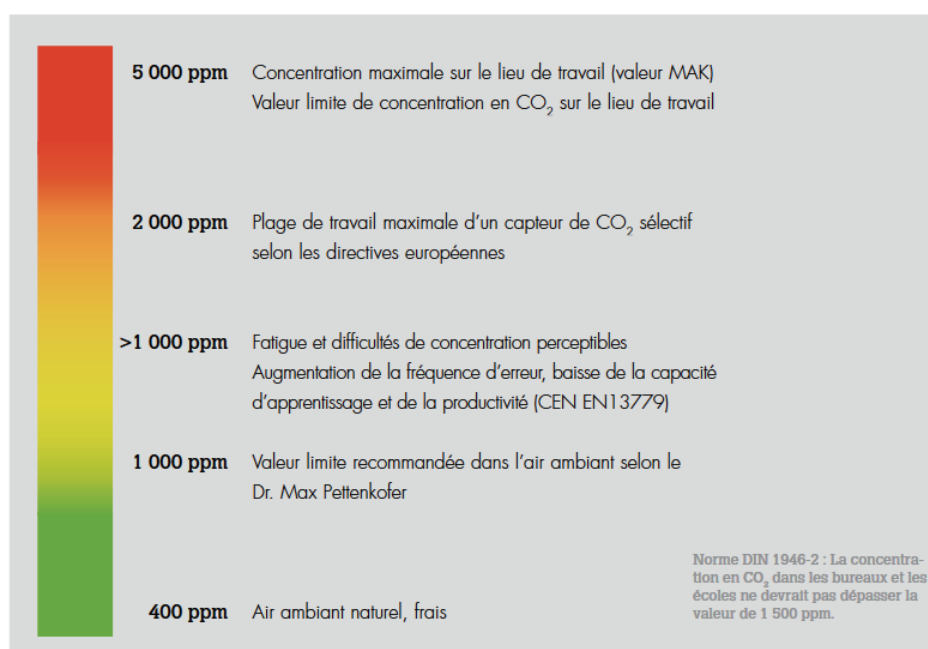 5 000 ppm Concentration maximale sur le lieu de travail (valeur MAK)
Valeur limite de concentration en CO₂ sur le lieu de travail
2 000 ppm Plage de travail maximale d’un capteur de CO₂ sélectif
selon les directives européennes
>1 000 ppm Fatigue et difficultés de concentration perceptibles
Augmentation de la fréquence d’erreur, baisse de la capacité
d’apprentissage et de la productivité (CEN EN13779)
1 000 ppm Valeur limite recommandée dans l’air ambiant selon le
Dr. Max Pettenkofer
400 ppm Air ambiant naturel, frais
Norme DIN 1946-2 : La concentra-
tion en CO₂ dans les bureaux et les
écoles ne devrait pas dépasser la
valeur de 1 500 ppm.